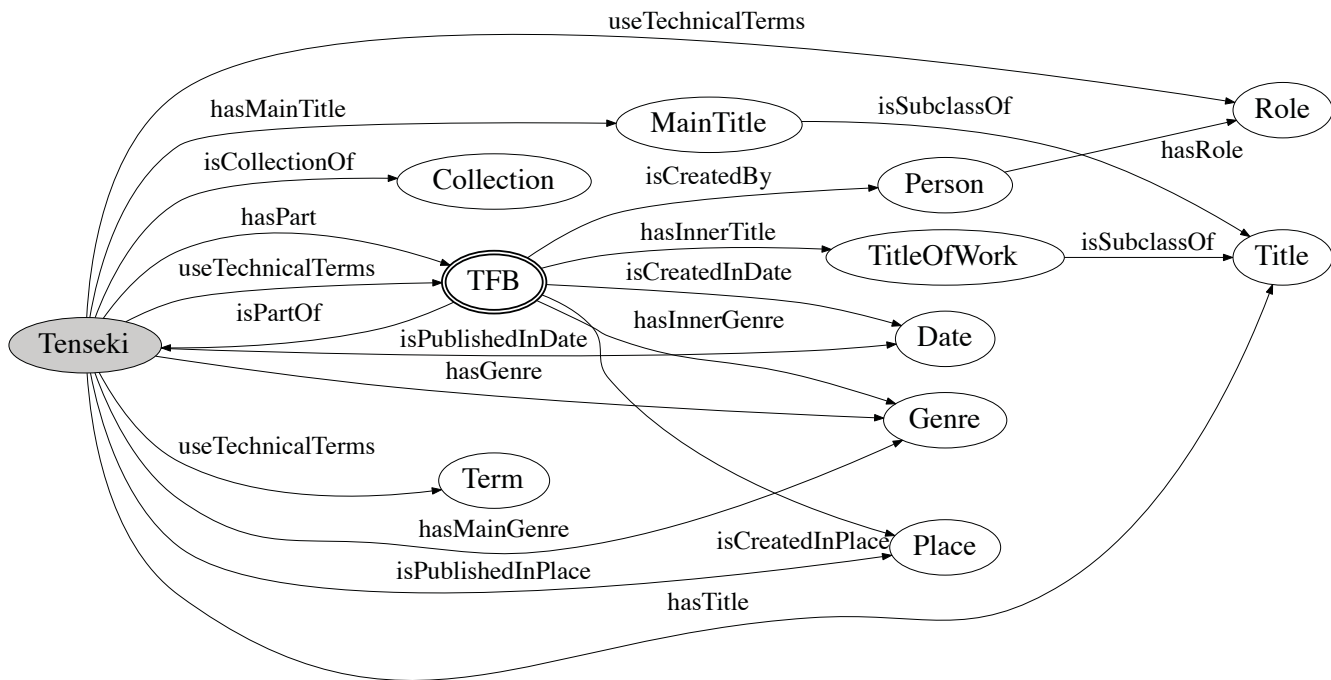 useTechnicalTerms
hasMainTitle
MainTitle
isSubclassOf
Role
isCollectionOf
Collection
isCreatedBy
Person
hasRole
hasPart
hasInnerTitle
TitleOfWork
isSubclassOf
Title
useTechnicalTerms
TFB
isCreatedInDate
isPartOf
hasInnerGenre
Tenseki
isPublishedInDate
Date
hasGenre
Genre
useTechnicalTerms
Term
hasMainGenre
isCreatedInPlace
Place
isPublishedInPlace
hasTitle